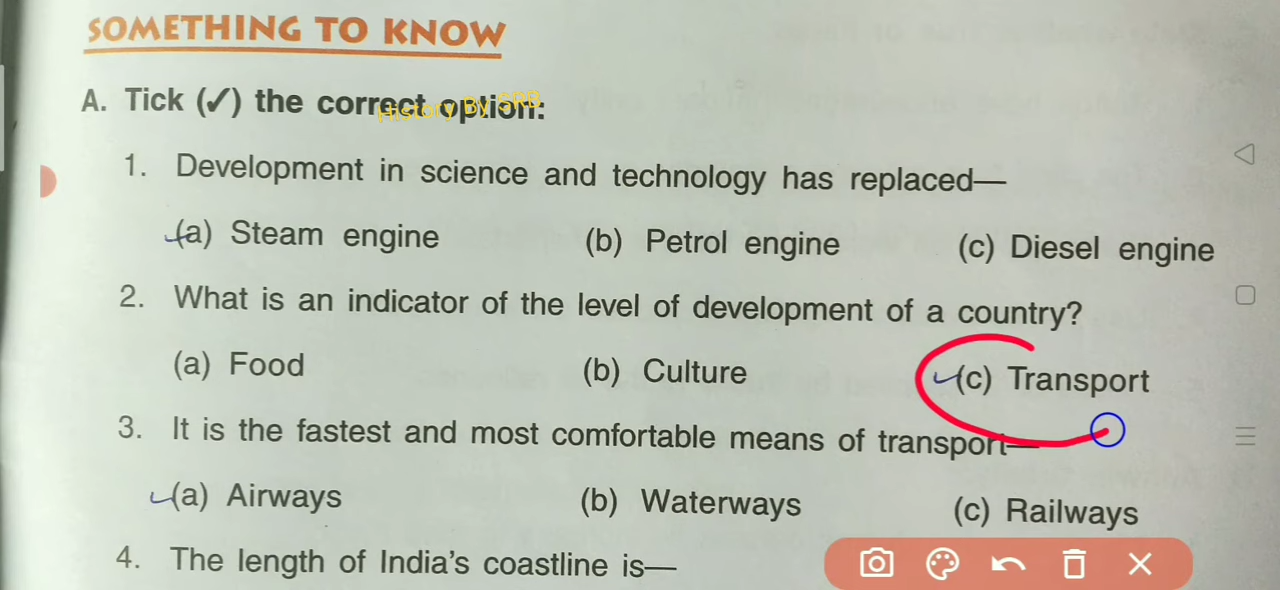 SOMETHING TO KNOW
A. Tick (✓) the correct option:
History By SRB
1. Development in science and technology has replaced—
(a) Steam engine (b) Petrol engine (c) Diesel engine
2. What is an indicator of the level of development of a country?
(a) Food (b) Culture (c) Transport
3. It is the fastest and most comfortable means of transport—
(a) Airways (b) Waterways (c) Railways
4. The length of India's coastline is—